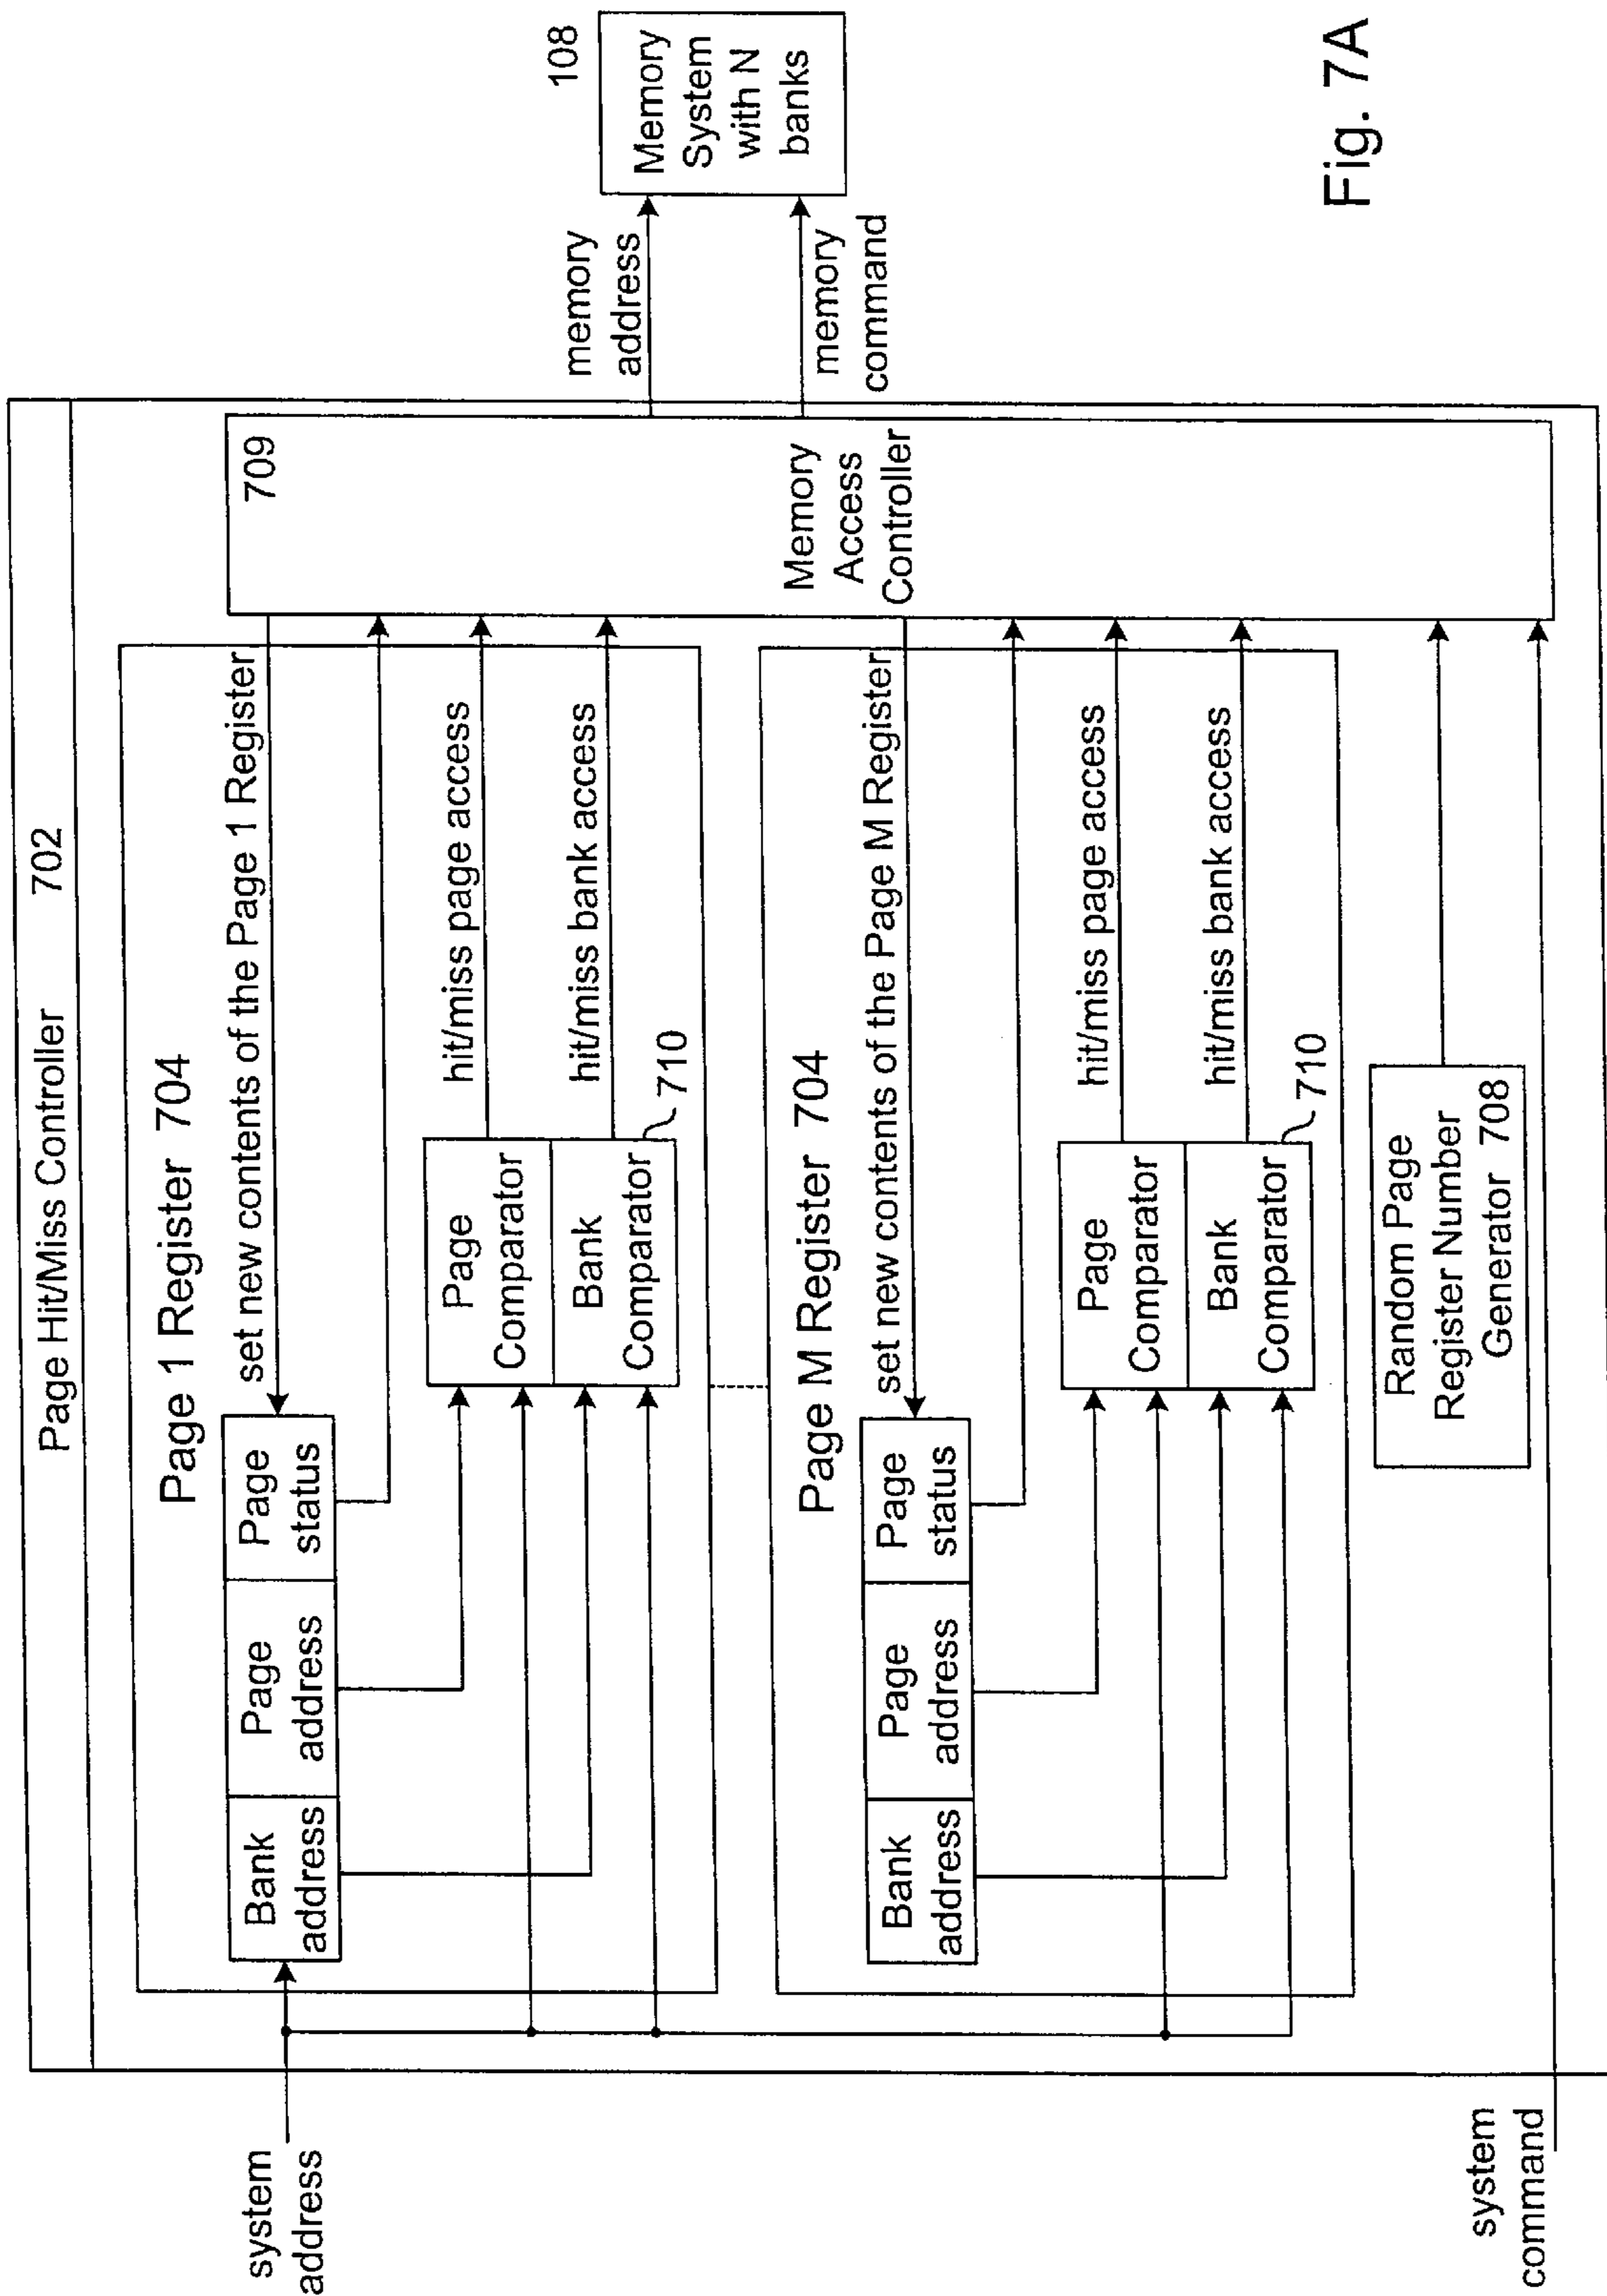 Page Hit/Miss Controller 702
system
address
Page 1 Register 704
Bank
address
Page
address
Page
status
set new contents of the Page 1 Register
Page
Comparator
Bank
Comparator
710
hit/miss page access
hit/miss bank access
Page M Register 704
Bank
address
Page
address
Page
status
set new contents of the Page M Register
Page
Comparator
Bank
Comparator
710
hit/miss page access
hit/miss bank access
Random Page
Register Number
Generator 708
system
command
709
Memory
Access
Controller
memory
address
memory
command
108
Memory
System
with N
banks
Fig. 7A